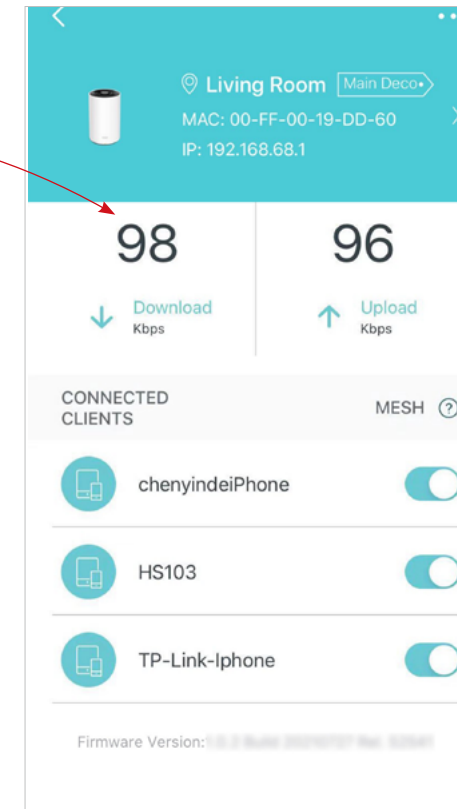 Living Room Main Deco
MAC: 00-FF-00-19-DD-60
IP: 192.168.68.1
98 96
Download Upload
Kbps Kbps
CONNECTED
CLIENTS
MESH ?
chenyindeiPhone
HS103
TP-Link-Iphone
Firmware Version: